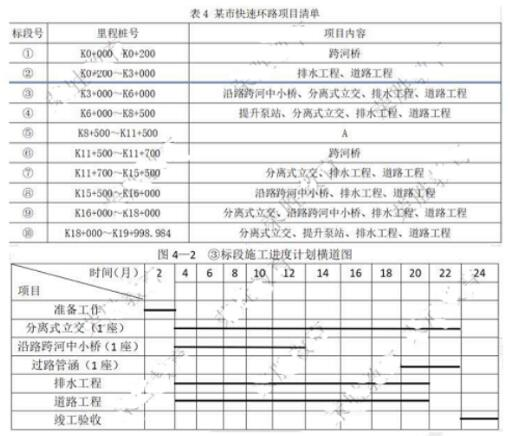 表 4 某市快速环路项目清单
标段号 里程桩号 项目内容
① K0+000 K0+200 跨河桥
② K0+200～K3+000 排水工程、道路工程
③ K3+000～K6+000 沿路跨河中小桥、分离式立交、排水工程、道路工程
④ K6+000～K8+500 提升泵站、分离式立交、排水工程、道路工程
⑤ K8+500～K11+500 A
⑥ K11+500～K11+700 跨河桥
⑦ K11+700～K15+500 分离式立交、排水工程、道路工程
⑧ K15+500～K16+000 沿路跨河中小桥、排水工程、道路工程
⑨ K16+000～K18+000 分离式立交、沿路跨河中小桥、排水工程、道路工程
⑩ K18+000～K19+998.984 分离式立交、提升泵站、排水工程、道路工程
图 4—2 ③标段施工进度计划横道图
时间(月) 2 4 6 8 10 12 14 16 18 20 22 24
项目
准备工作
分离式立交(1座)
沿路跨河中小桥(1座)
过路管涵(1座)
排水工程
道路工程
竣工验收